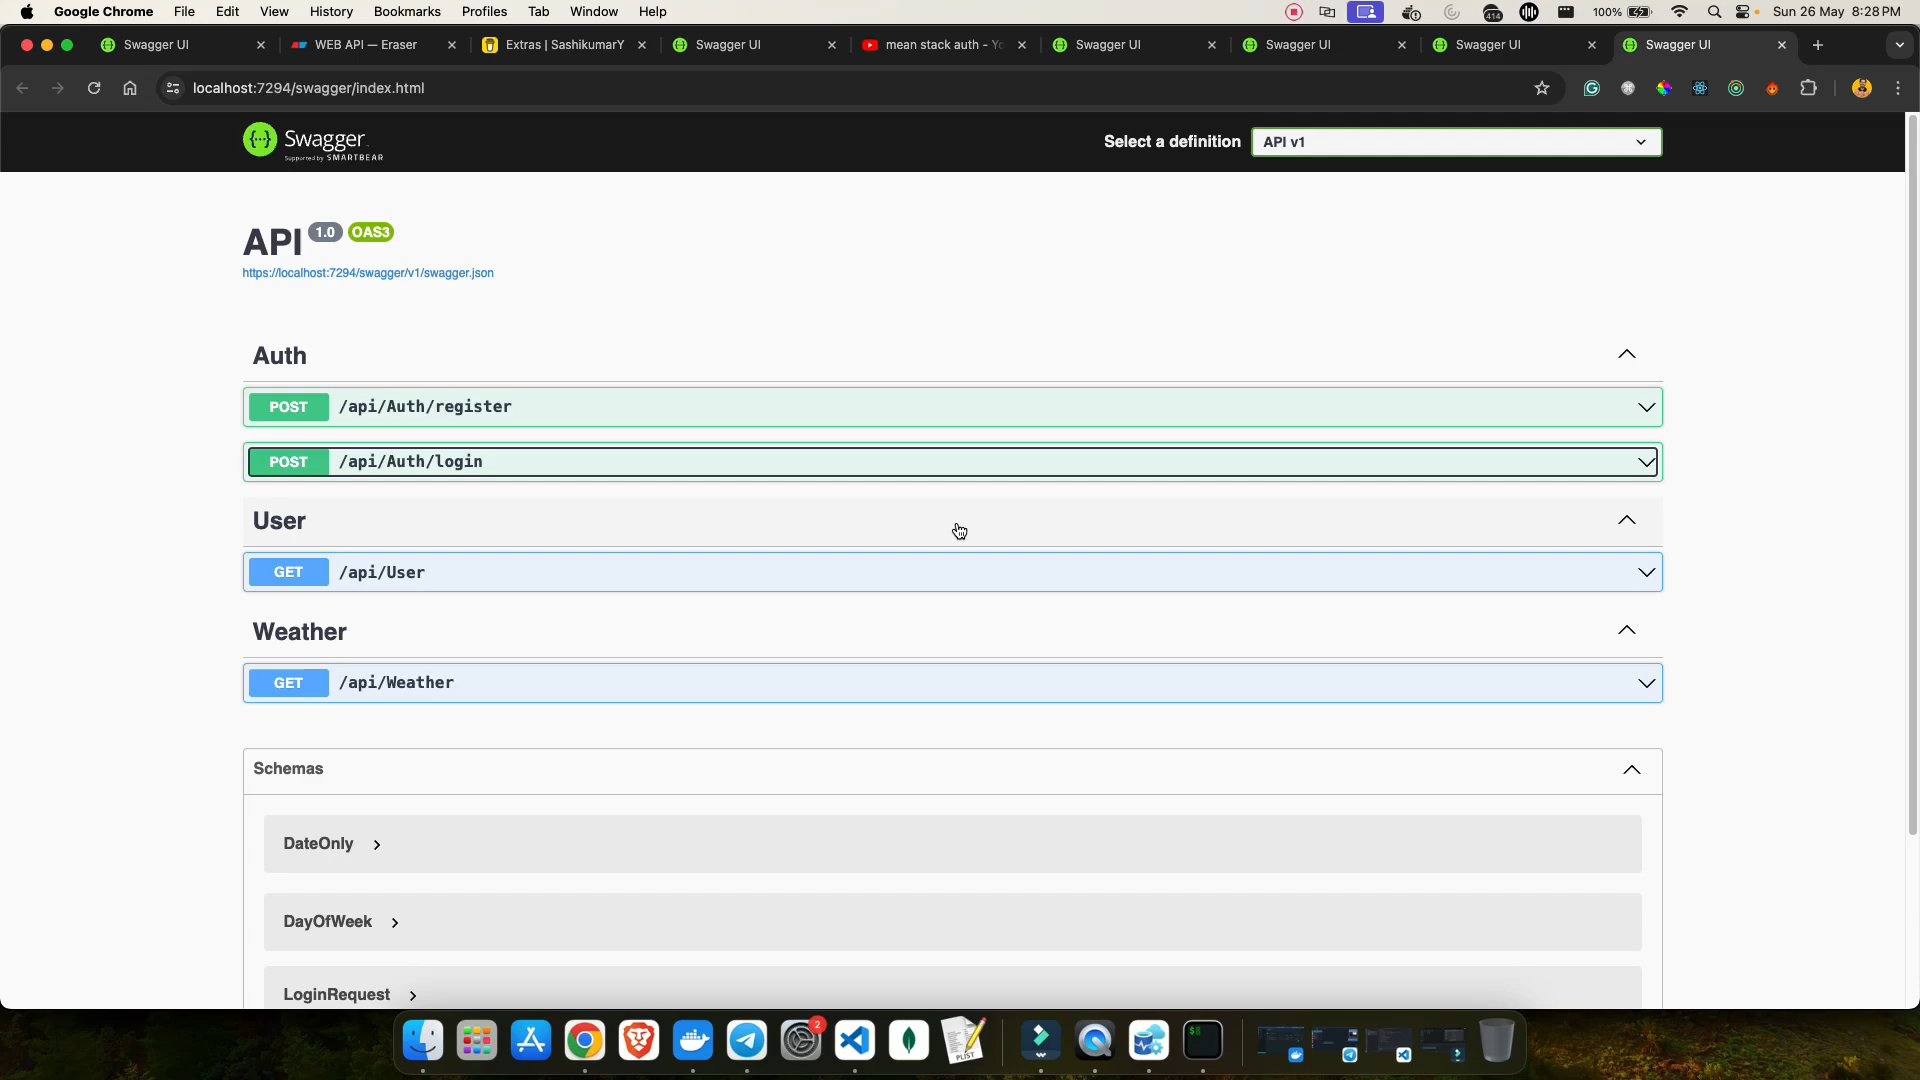 Google Chrome File Edit View History Bookmarks Profiles Tab Window Help 414 100% Sun 26 May 8:28 PM
Swagger UI WEB API — Eraser Extras | SashikumarY Swagger UI mean stack auth - Yo Swagger UI Swagger UI Swagger UI Swagger UI
localhost:7294/swagger/index.html
Swagger
Supported by SMARTBEAR
Select a definition API v1
API 1.0 OAS3
https://localhost:7294/swagger/v1/swagger.json
Auth
POST /api/Auth/register
POST /api/Auth/login
User
GET /api/User
Weather
GET /api/Weather
Schemas
DateOnly
DayOfWeek
LoginRequest
2
PLIST